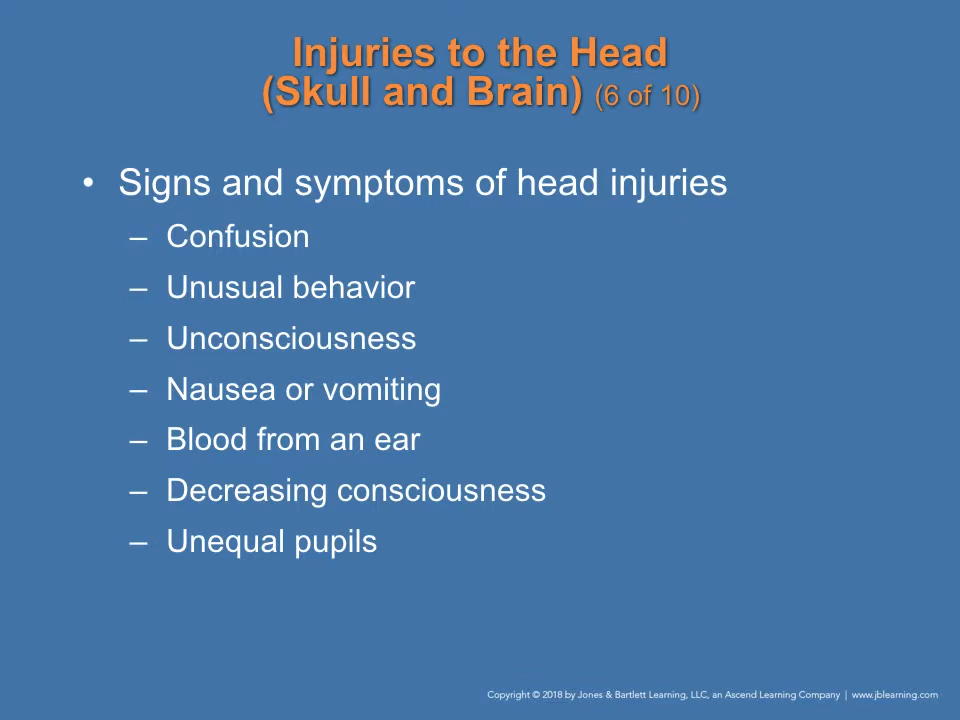 Injuries to the Head
(Skull and Brain) (6 of 10)
• Signs and symptoms of head injuries
– Confusion
– Unusual behavior
– Unconsciousness
– Nausea or vomiting
– Blood from an ear
– Decreasing consciousness
– Unequal pupils
Copyright © 2018 by Jones & Bartlett Learning, LLC, an Ascend Learning Company | www.jblearning.com